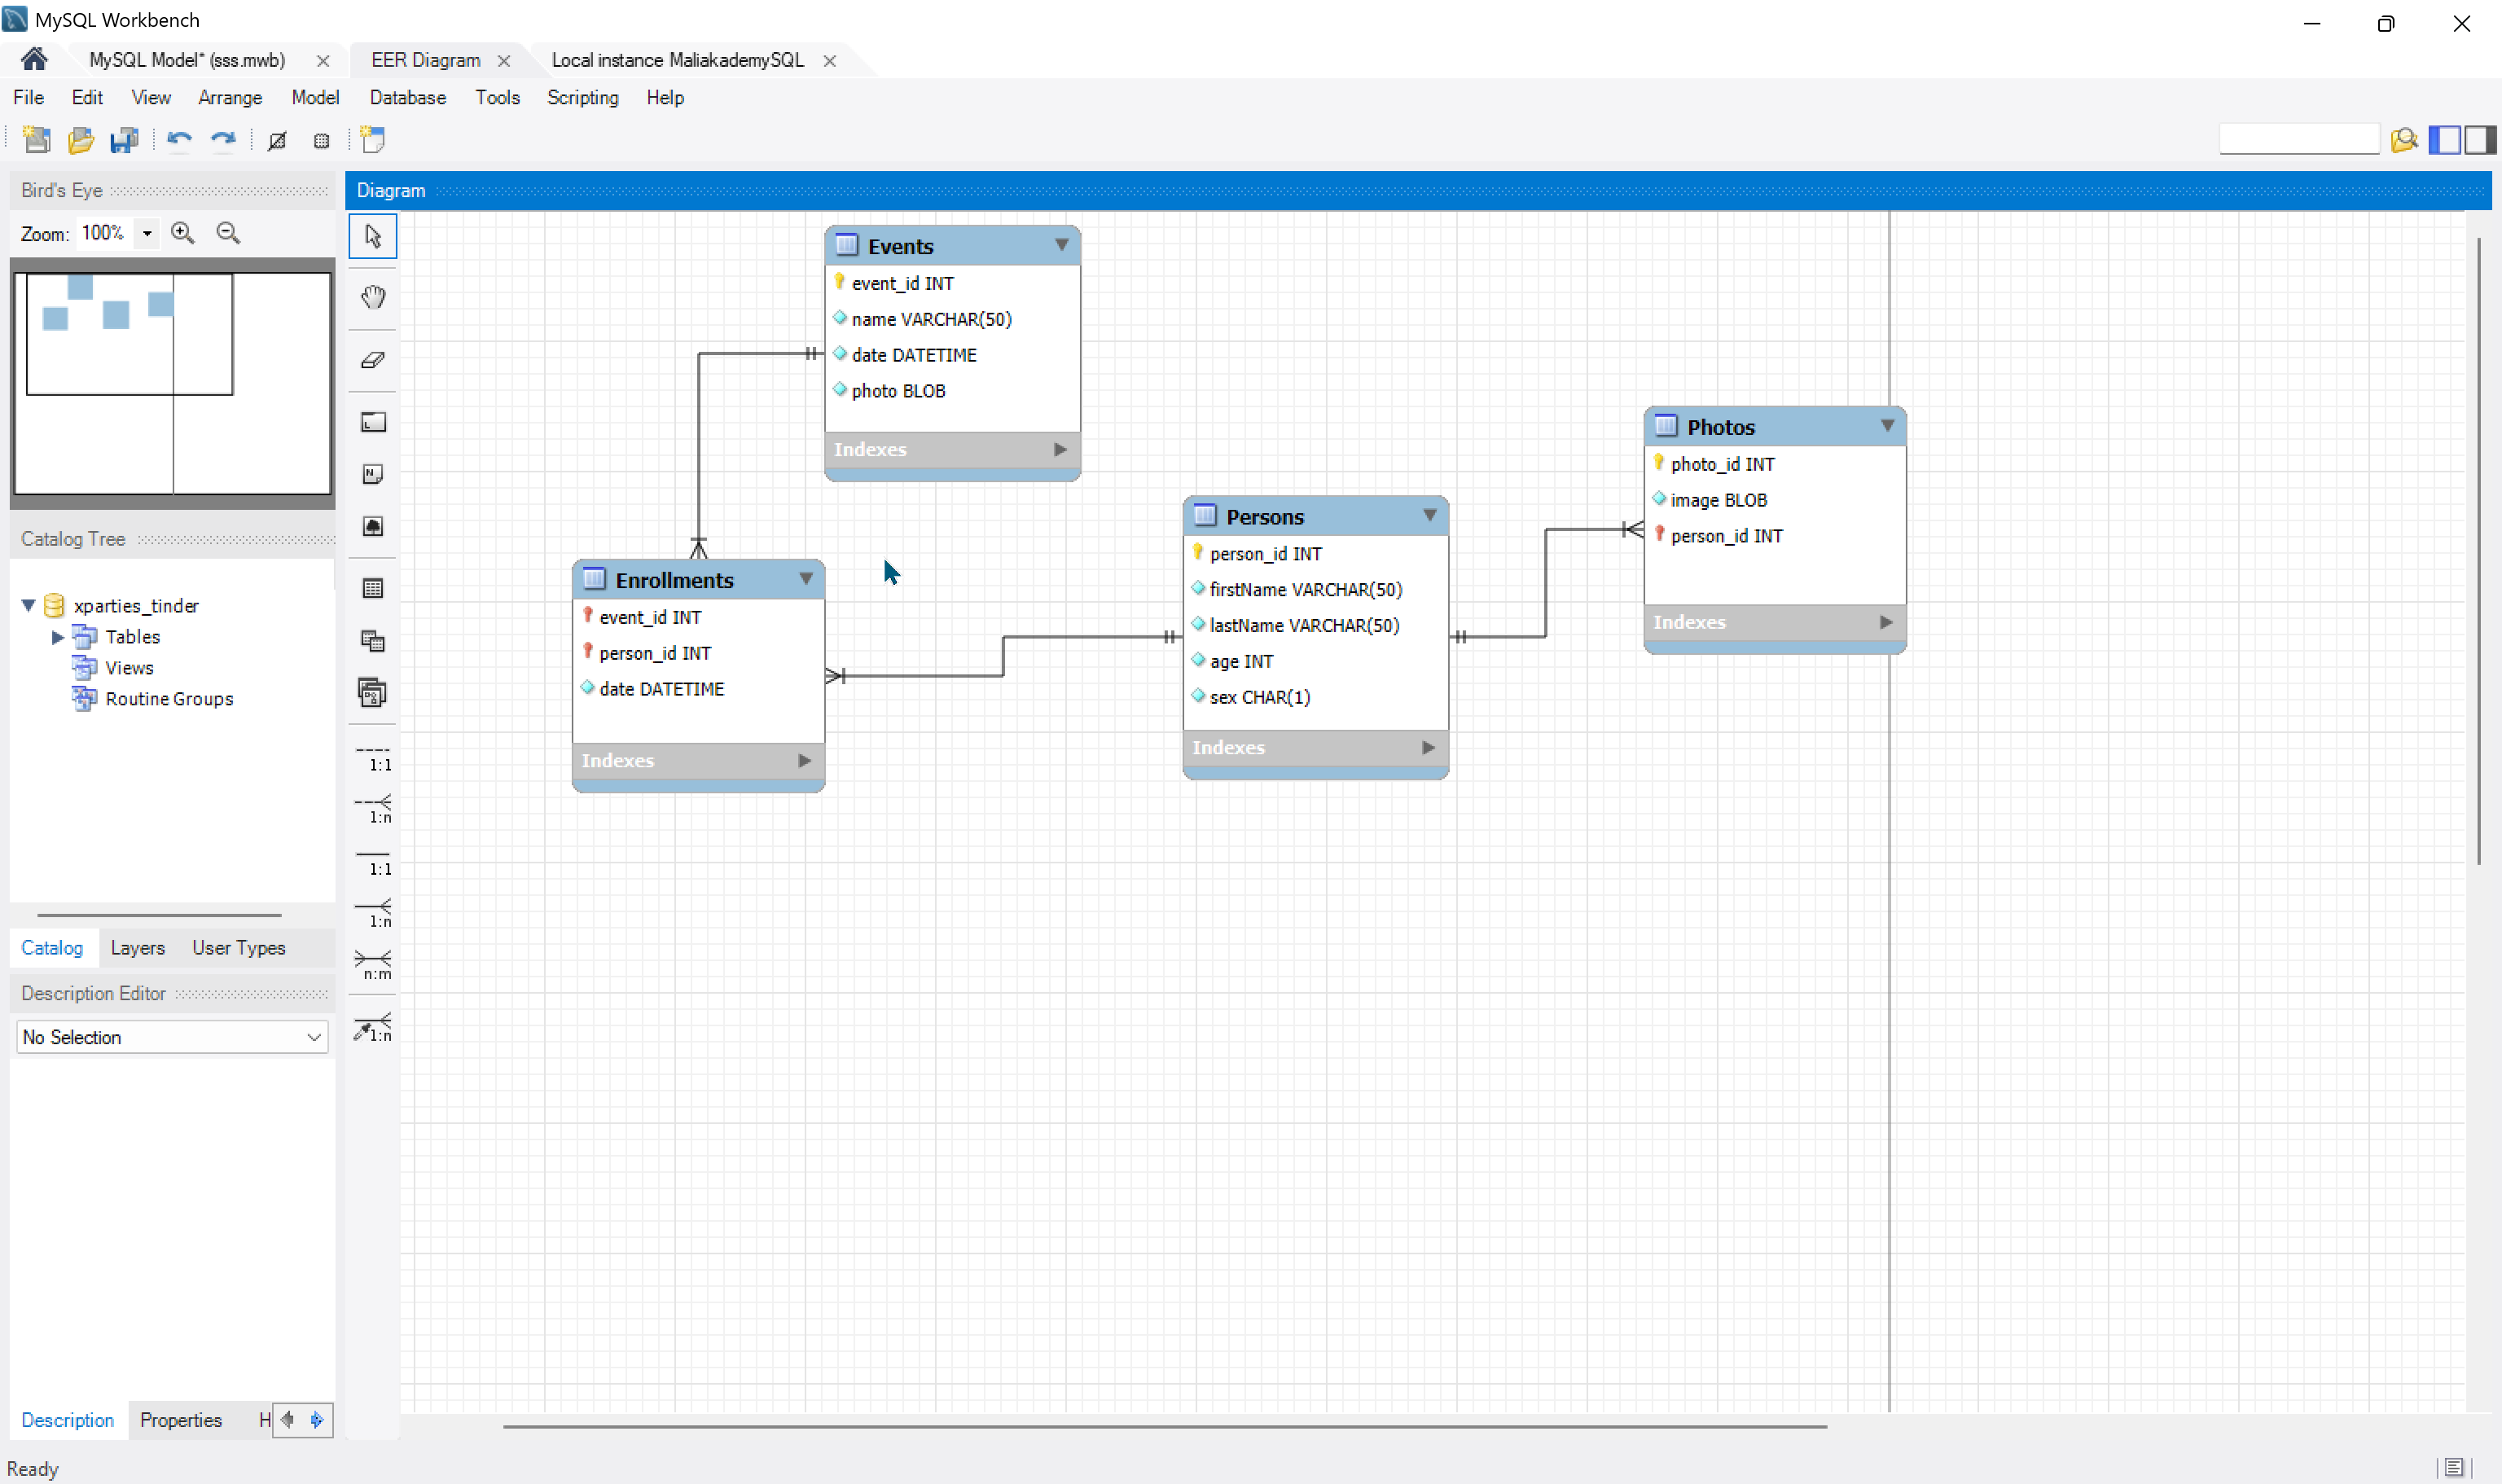 MySQL Workbench
MySQL Model* (sss.mwb)
EER Diagram
Local instance MaliakademySQL
File Edit View Arrange Model Database Tools Scripting Help
Bird's Eye
Zoom: 100%
Catalog Tree
xparties_tinder
Tables
Views
Routine Groups
Catalog Layers User Types
Description Editor
No Selection
Description Properties H
Diagram
L
N
1:1
1:n
1:1
1:n
n:m
1:n
Events
event_id INT
name VARCHAR(50)
date DATETIME
photo BLOB
Indexes
Enrollments
event_id INT
person_id INT
date DATETIME
Indexes
Persons
person_id INT
firstName VARCHAR(50)
lastName VARCHAR(50)
age INT
sex CHAR(1)
Indexes
Photos
photo_id INT
image BLOB
person_id INT
Indexes
Ready